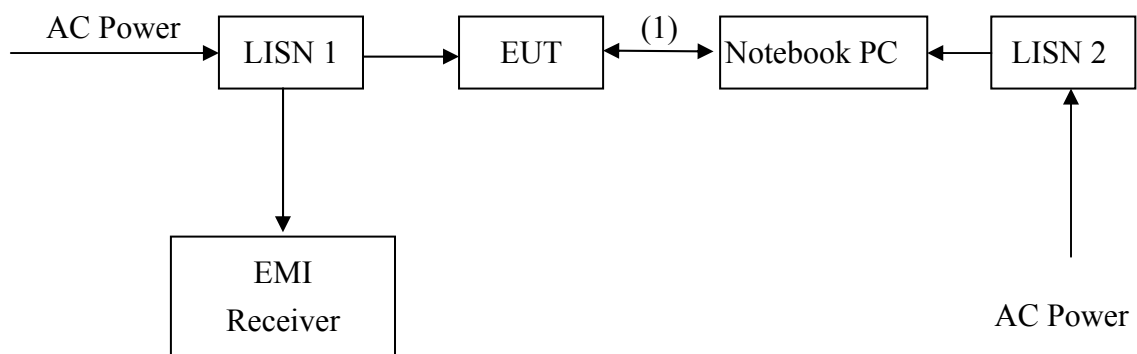 AC Power
LISN 1
EUT
(1)
Notebook PC
LISN 2
EMI
Receiver
AC Power